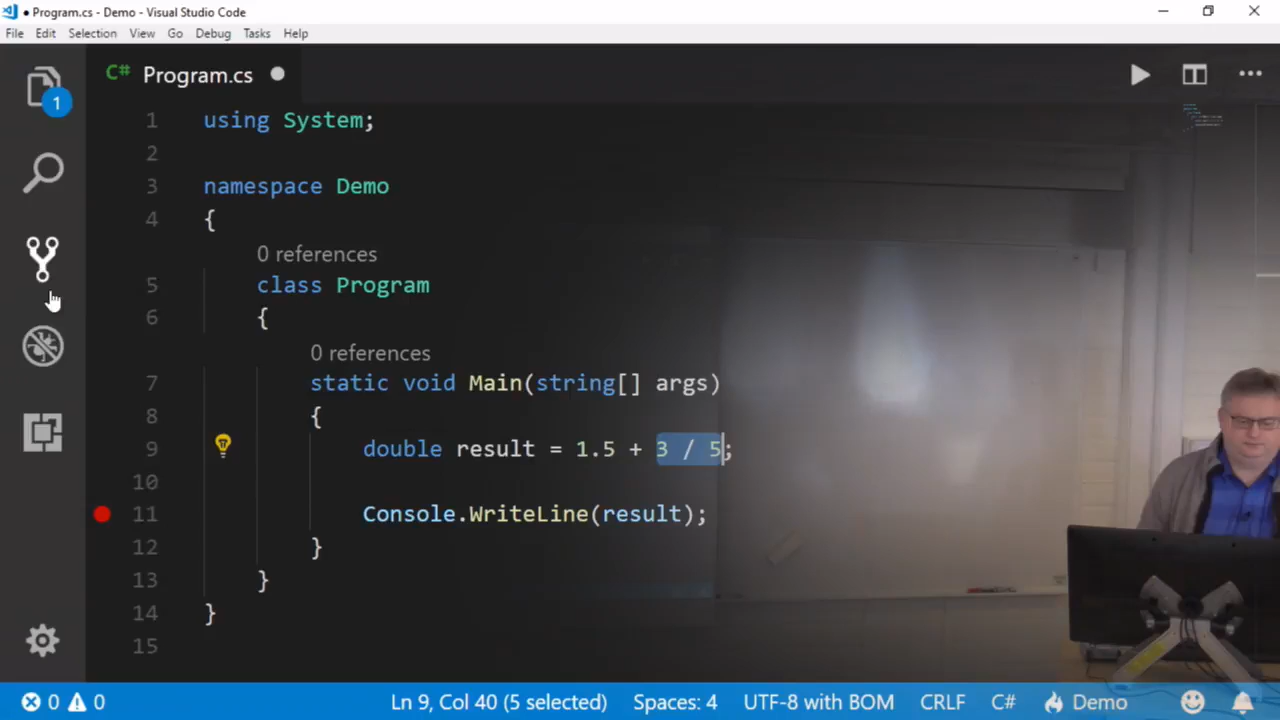 ● Program.cs - Demo - Visual Studio Code
File Edit Selection View Go Debug Tasks Help
1
C# Program.cs
1 using System;
2
3 namespace Demo
4 {
0 references
5 class Program
6 {
0 references
7 static void Main(string[] args)
8 {
9 double result = 1.5 + 3 / 5;
10
11 Console.WriteLine(result);
12 }
13 }
14 }
15
0 0 Ln 9, Col 40 (5 selected) Spaces: 4 UTF-8 with BOM CRLF C# Demo